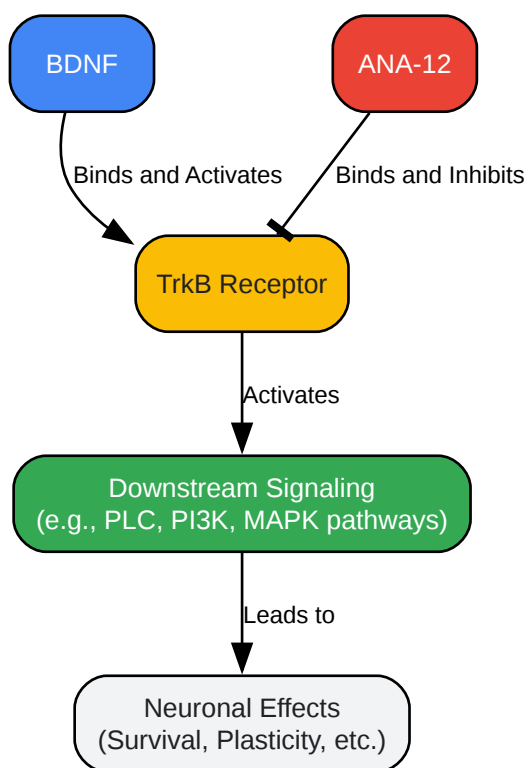 BDNF
ANA-12
Binds and Activates
Binds and Inhibits
TrkB Receptor
Activates
Downstream Signaling
(e.g., PLC, PI3K, MAPK pathways)
Leads to
Neuronal Effects
(Survival, Plasticity, etc.)